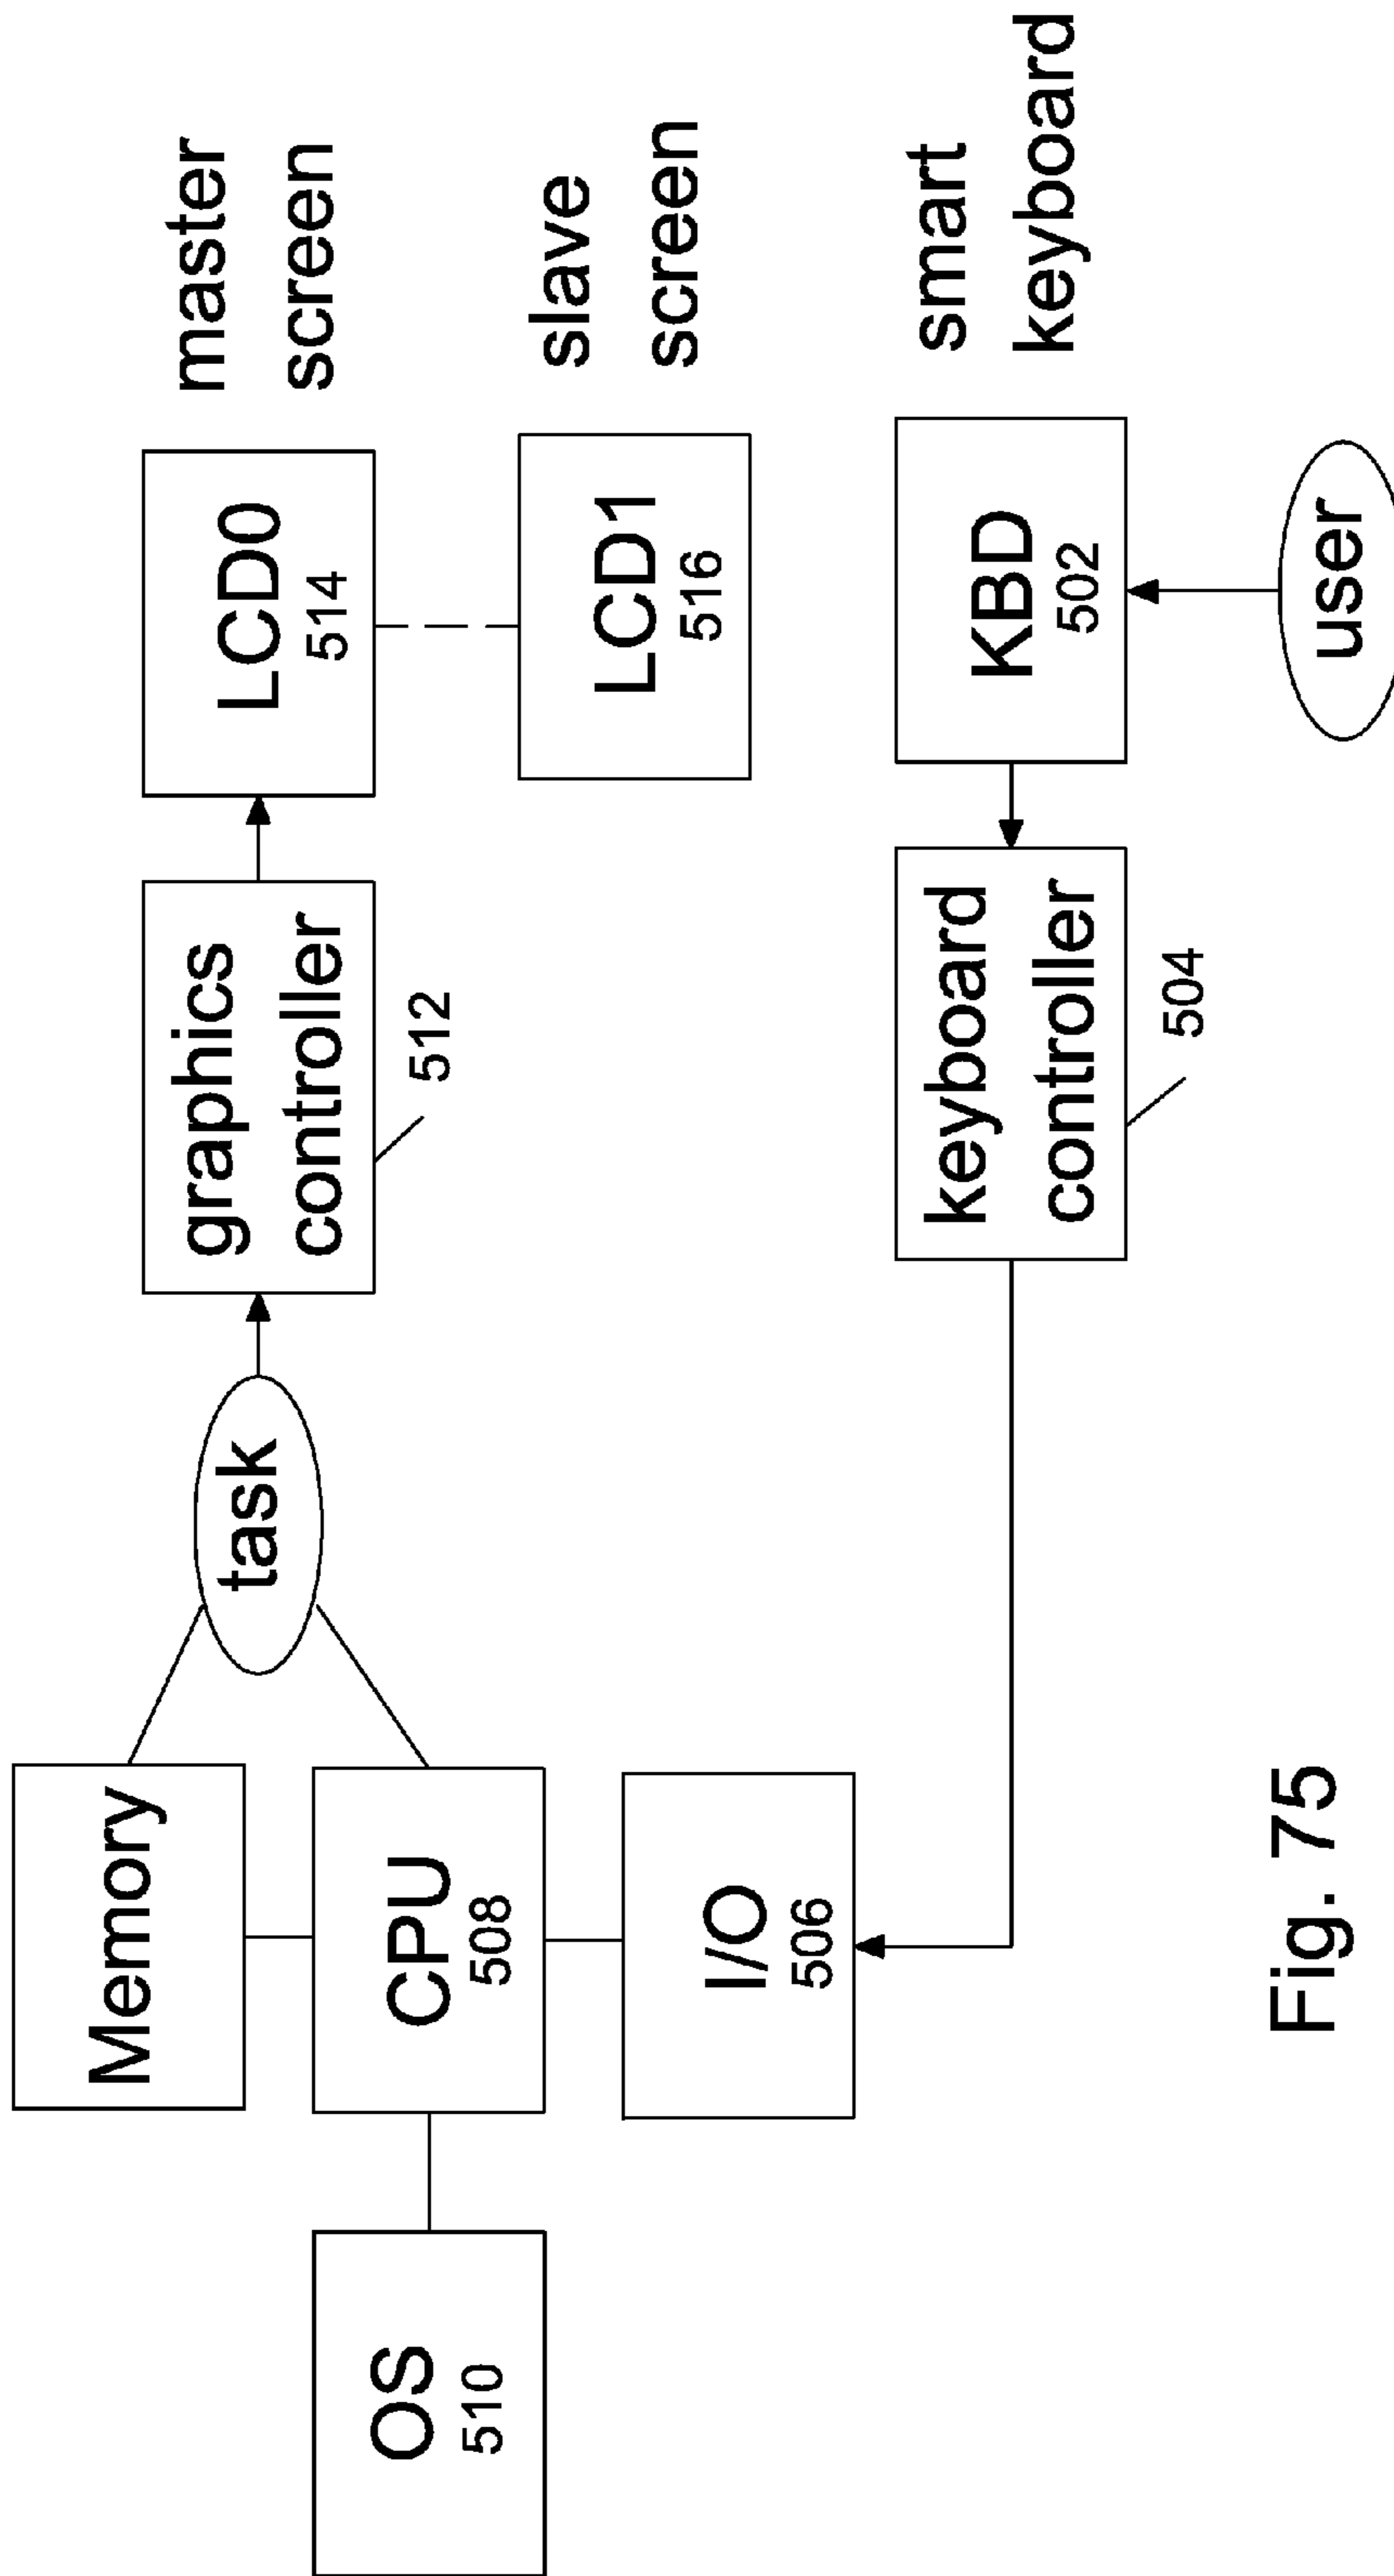 Memory
task
graphics
controller
512
LCD0
514
master
screen
OS
510
CPU
508
LCD1
516
slave
screen
I/O
506
keyboard
controller
504
KBD
502
smart
keyboard
user
Fig. 75